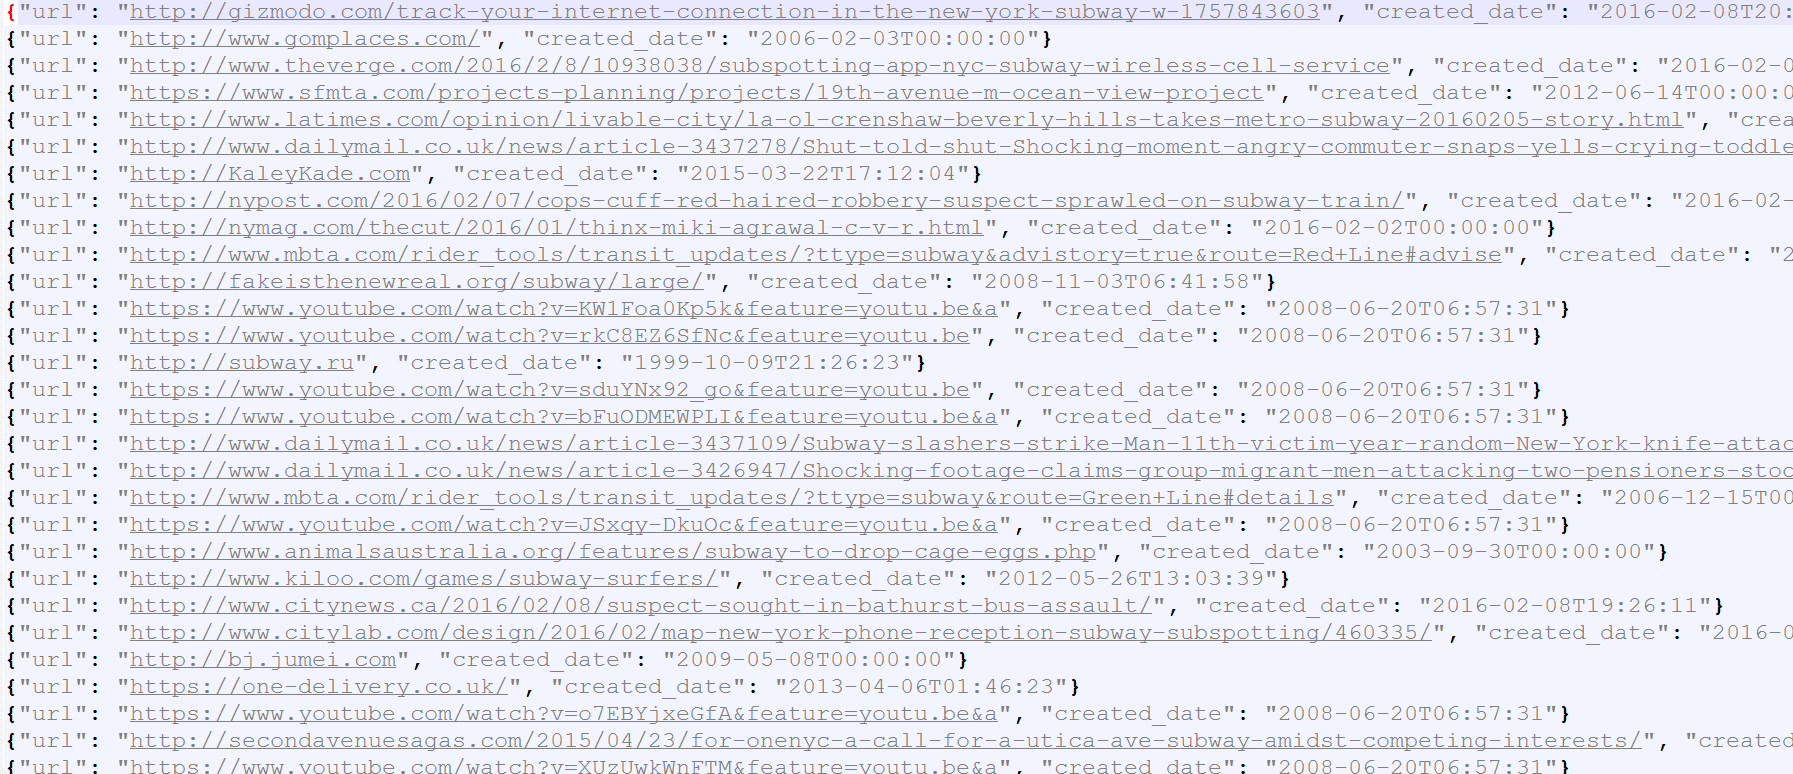 {"url": "http://gizmodo.com/track-your-internet-connection-in-the-new-york-subway-w-1757843603", "created_date": "2016-02-08T20:
{"url": "http://www.gomplaces.com/", "created_date": "2006-02-03T00:00:00"}
{"url": "http://www.theverge.com/2016/2/8/10938038/subspotting-app-nyc-subway-wireless-cell-service", "created_date": "2016-02-0
{"url": "https://www.sfmta.com/projects-planning/projects/19th-avenue-m-ocean-view-project", "created_date": "2012-06-14T00:00:0
{"url": "http://www.latimes.com/opinion/livable-city/la-ol-crenshaw-beverly-hills-takes-metro-subway-20160205-story.html", "crea
{"url": "http://www.dailymail.co.uk/news/article-3437278/Shut-told-shut-Shocking-moment-angry-commuter-snaps-yells-crying-toddle
{"url": "http://KaleyKade.com", "created_date": "2015-03-22T17:12:04"}
{"url": "http://nypost.com/2016/02/07/cops-cuff-red-haired-robbery-suspect-sprawled-on-subway-train/", "created_date": "2016-02-
{"url": "http://nymag.com/thecut/2016/01/thinx-miki-agrawal-c-v-r.html", "created_date": "2016-02-02T00:00:00"}
{"url": "http://www.mbta.com/rider_tools/transit_updates/?ttype=subway&advistory=true&route=Red+Line#advise", "created_date": "2
{"url": "http://fakeisthenewreal.org/subway/large/", "created_date": "2008-11-03T06:41:58"}
{"url": "https://www.youtube.com/watch?v=KW1Foa0Kp5k&feature=youtu.be&a", "created_date": "2008-06-20T06:57:31"}
{"url": "https://www.youtube.com/watch?v=rkC8EZ6SfNc&feature=youtu.be", "created_date": "2008-06-20T06:57:31"}
{"url": "http://subway.ru", "created_date": "1999-10-09T21:26:23"}
{"url": "https://www.youtube.com/watch?v=sduYNx92_go&feature=youtu.be", "created_date": "2008-06-20T06:57:31"}
{"url": "https://www.youtube.com/watch?v=bFuODMEWPLI&feature=youtu.be&a", "created_date": "2008-06-20T06:57:31"}
{"url": "http://www.dailymail.co.uk/news/article-3437109/Subway-slashers-strike-Man-11th-victim-year-random-New-York-knife-attac
{"url": "http://www.dailymail.co.uk/news/article-3426947/Shocking-footage-claims-group-migrant-men-attacking-two-pensioners-stoo
{"url": "http://www.mbta.com/rider_tools/transit_updates/?ttype=subway&route=Green+Line#details", "created_date": "2006-12-15T00
{"url": "https://www.youtube.com/watch?v=JSxqy-DkuOc&feature=youtu.be&a", "created_date": "2008-06-20T06:57:31"}
{"url": "http://www.animalsaustralia.org/features/subway-to-drop-cage-eggs.php", "created_date": "2003-09-30T00:00:00"}
{"url": "http://www.kiloo.com/games/subway-surfers/", "created_date": "2012-05-26T13:03:39"}
{"url": "http://www.citynews.ca/2016/02/08/suspect-sought-in-bathurst-bus-assault/", "created_date": "2016-02-08T19:26:11"}
{"url": "http://www.citylab.com/design/2016/02/map-new-york-phone-reception-subway-subspotting/460335/", "created_date": "2016-0
{"url": "http://bj.jumei.com", "created_date": "2009-05-08T00:00:00"}
{"url": "https://one-delivery.co.uk/", "created_date": "2013-04-06T01:46:23"}
{"url": "https://www.youtube.com/watch?v=o7EBYjxeGfA&feature=youtu.be&a", "created_date": "2008-06-20T06:57:31"}
{"url": "http://secondavenuesagas.com/2015/04/23/for-onenyc-a-call-for-a-utica-ave-subway-amidst-competing-interests/", "created
{"url": "https://www.youtube.com/watch?v=XUzUwkWnFTM&feature=youtu.be&a", "created_date": "2008-06-20T06:57:31"}